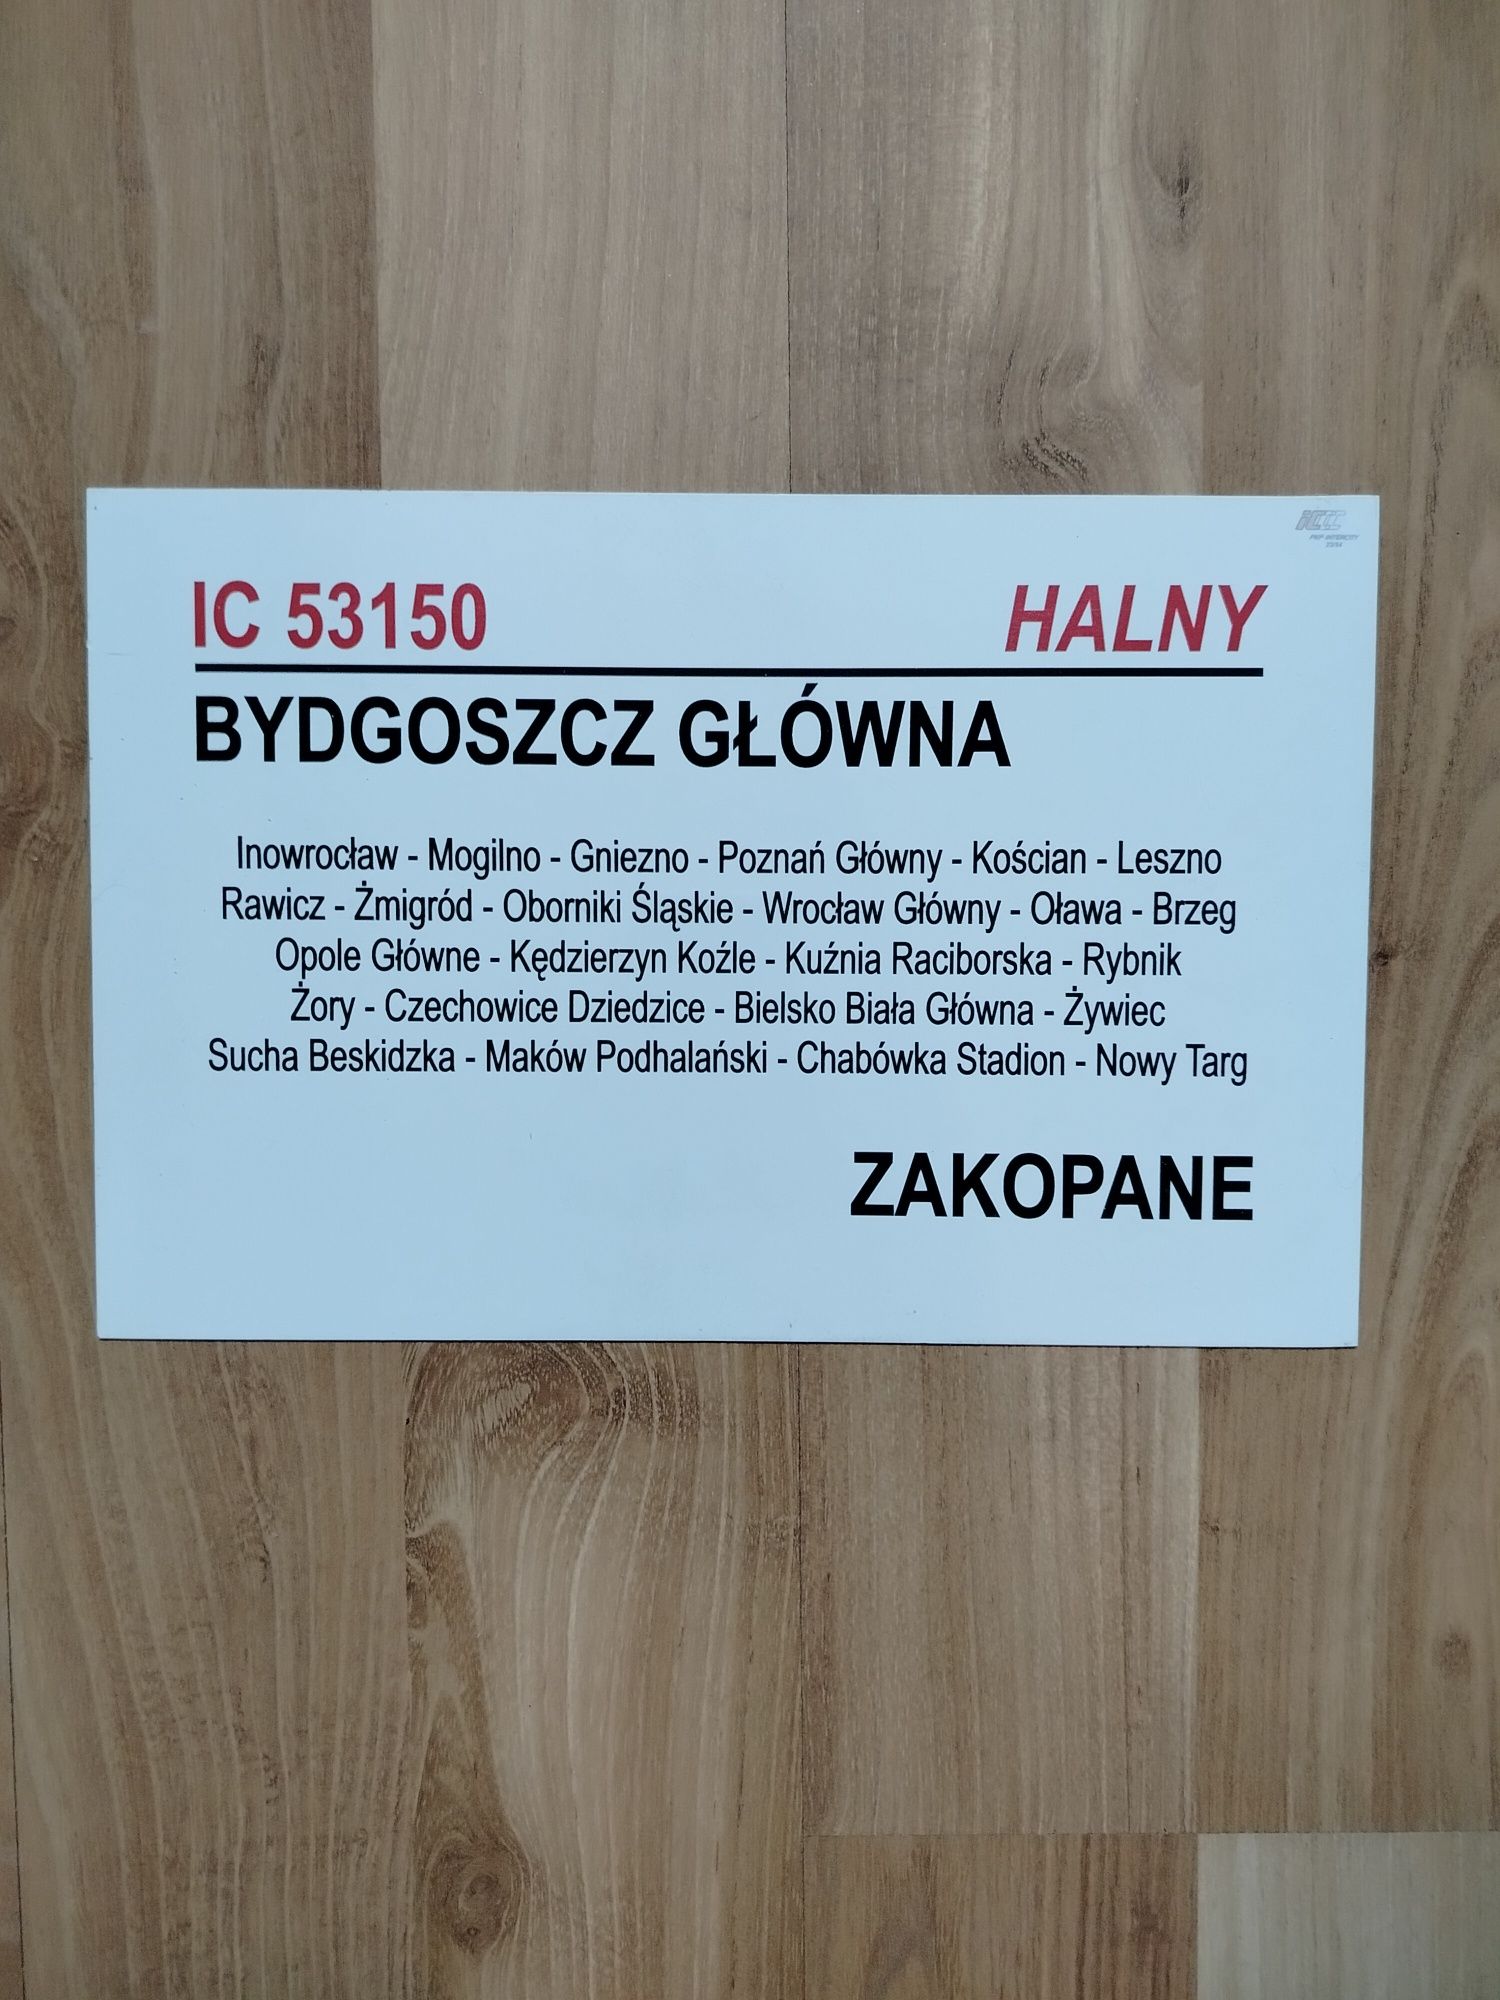 IC 53150 HALNY
BYDGOSZCZ GŁÓWNA
Inowrocław - Mogilno - Gniezno - Poznań Główny - Kościan - Leszno
Rawicz - Żmigród - Oborniki Śląskie - Wrocław Główny - Oława - Brzeg
Opole Główne - Kędzierzyn Koźle - Kuźnia Raciborska - Rybnik
Żory - Czechowice Dziedzice - Bielsko Biała Główna - Żywiec
Sucha Beskidzka - Maków Podhalański - Chabówka Stadion - Nowy Targ
ZAKOPANE
PKP INTERCITY